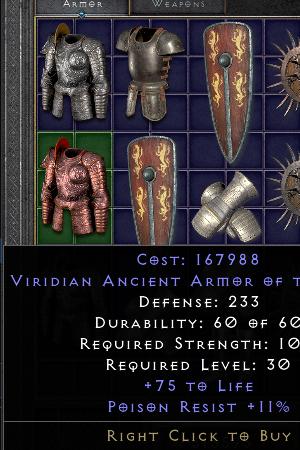 Armor Weapons
Cost: 167988
Viridian Ancient Armor of
Defense: 233
Durability: 60 of 60
Required Strength: 10
Required Level: 30
+75 to Life
Poison Resist +11%
Right Click to Buy